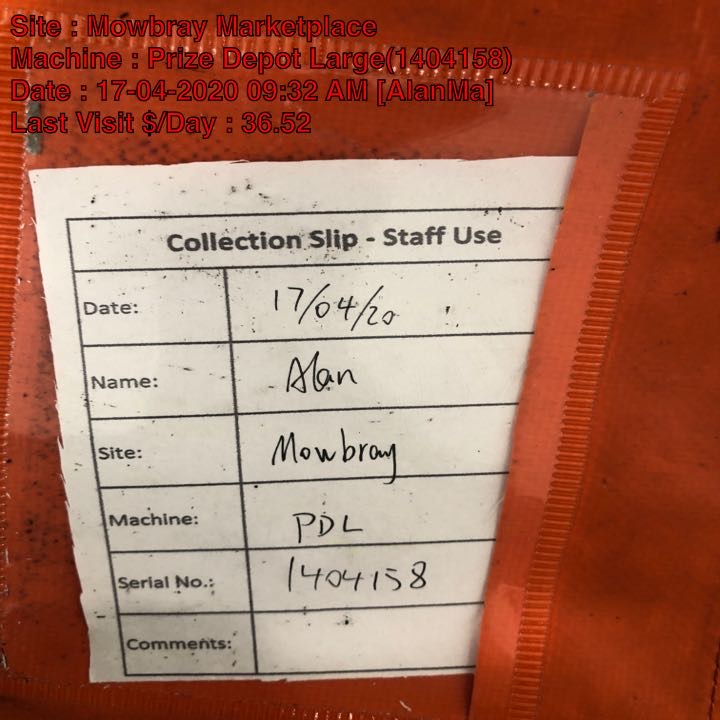 Site : Mowbray Marketplace
Machine : Prize Depot Large(1404158)
Date : 17-04-2020 09:32 AM [AlanMa]
Last Visit $/Day : 36.52
Collection Slip - Staff Use
Date: 17/04/20
Name: Alan
Site: Mowbray
Machine: PDL
Serial No.: 1404158
Comments: